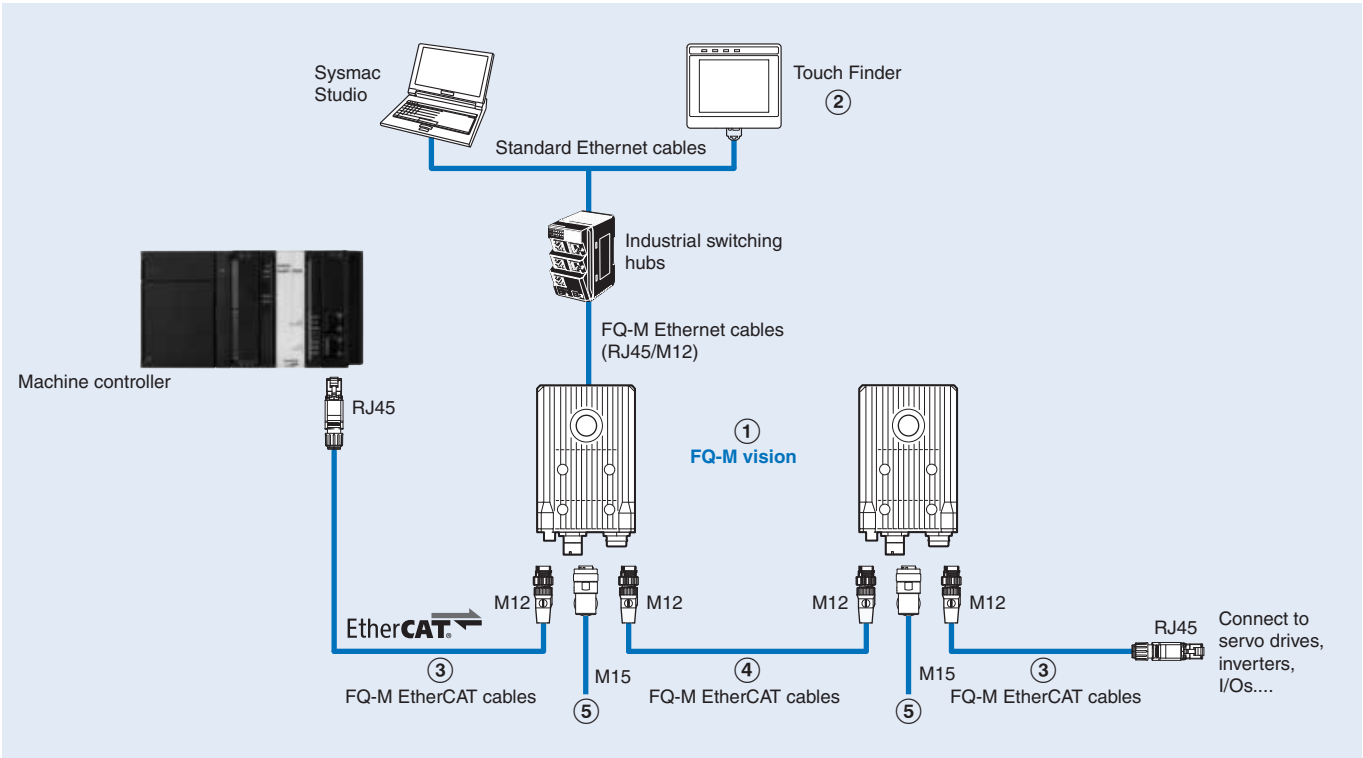 Sysmac
Studio
Touch Finder
2
Standard Ethernet cables
Industrial switching
hubs
FQ-M Ethernet cables
(RJ45/M12)
Machine controller
RJ45
1
FQ-M vision
M12
M12
M12
M12
EtherCAT®
RJ45
Connect to
servo drives,
inverters,
I/Os....
3
FQ-M EtherCAT cables
M15
5
4
FQ-M EtherCAT cables
M15
5
3
FQ-M EtherCAT cables